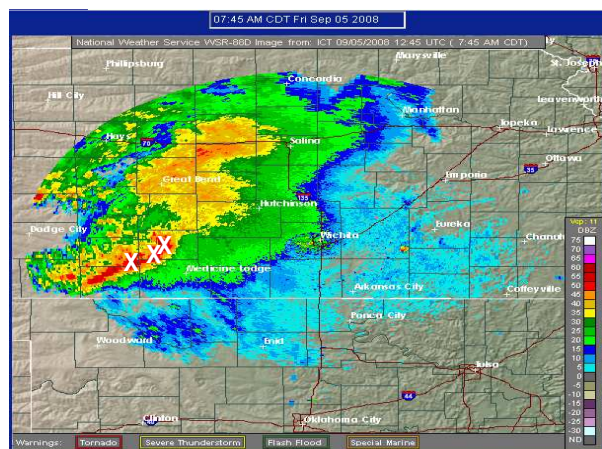 07:45 AM CDT Fri Sep 05 2008
National Weather Service WSR-88D Image from: ICT 09/05/2008 12:45 UTC ( 7:45 AM CDT)
Marysville
Phillipsburg
St. Joseph
Concordia
Hill City
Leavenworth
Manhattan
Hays
70
Topeka
Lawrence
Salina
Ottawa
35
Great Bend
Emporia
135
Hutchinson
Dodge City
Eureka
Wichita
Chanu
X X X
Medicine Lodge
Arkansas City
Coffeyville
Ponca City
Woodward
Enid
Tulsa
44
Clinton
Oklahoma City
Vcp: 11
DBZ
75
70
65
60
55
50
45
40
35
30
25
20
15
10
5
0
-5
-10
-15
-20
-25
-30
ND
Warnings: Tornado Severe Thunderstorm Flash Flood Special Marine